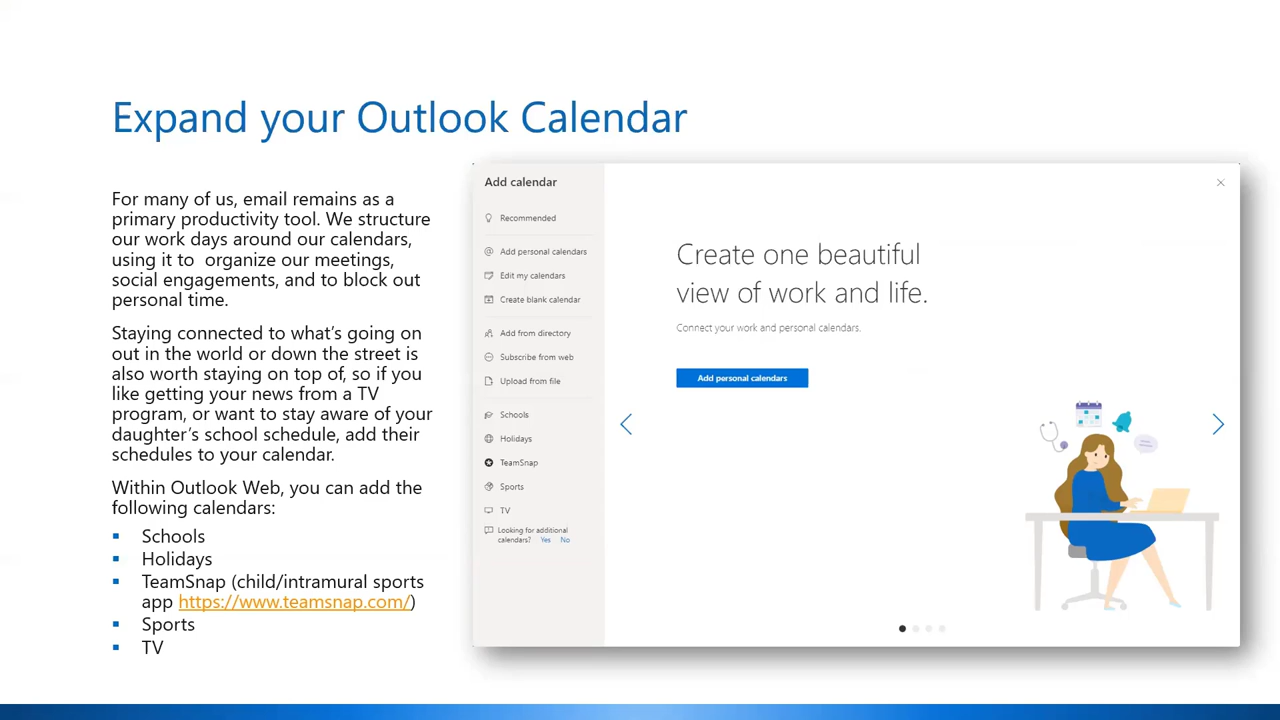 Expand your Outlook Calendar
For many of us, email remains as a
primary productivity tool. We structure
our work days around our calendars,
using it to  organize our meetings,
social engagements, and to block out
personal time.
Staying connected to what's going on
out in the world or down the street is
also worth staying on top of, so if you
like getting your news from a TV
program, or want to stay aware of your
daughter's school schedule, add their
schedules to your calendar.
Within Outlook Web, you can add the
following calendars:
Schools
Holidays
TeamSnap (child/intramural sports
app https://www.teamsnap.com/)
Sports
TV
Add calendar
Recommended
Add personal calendars
Edit my calendars
Create blank calendar
Add from directory
Subscribe from web
Upload from file
Schools
Holidays
TeamSnap
Sports
TV
Looking for additional
calendars? Yes No
Create one beautiful
view of work and life.
Connect your work and personal calendars.
Add personal calendars